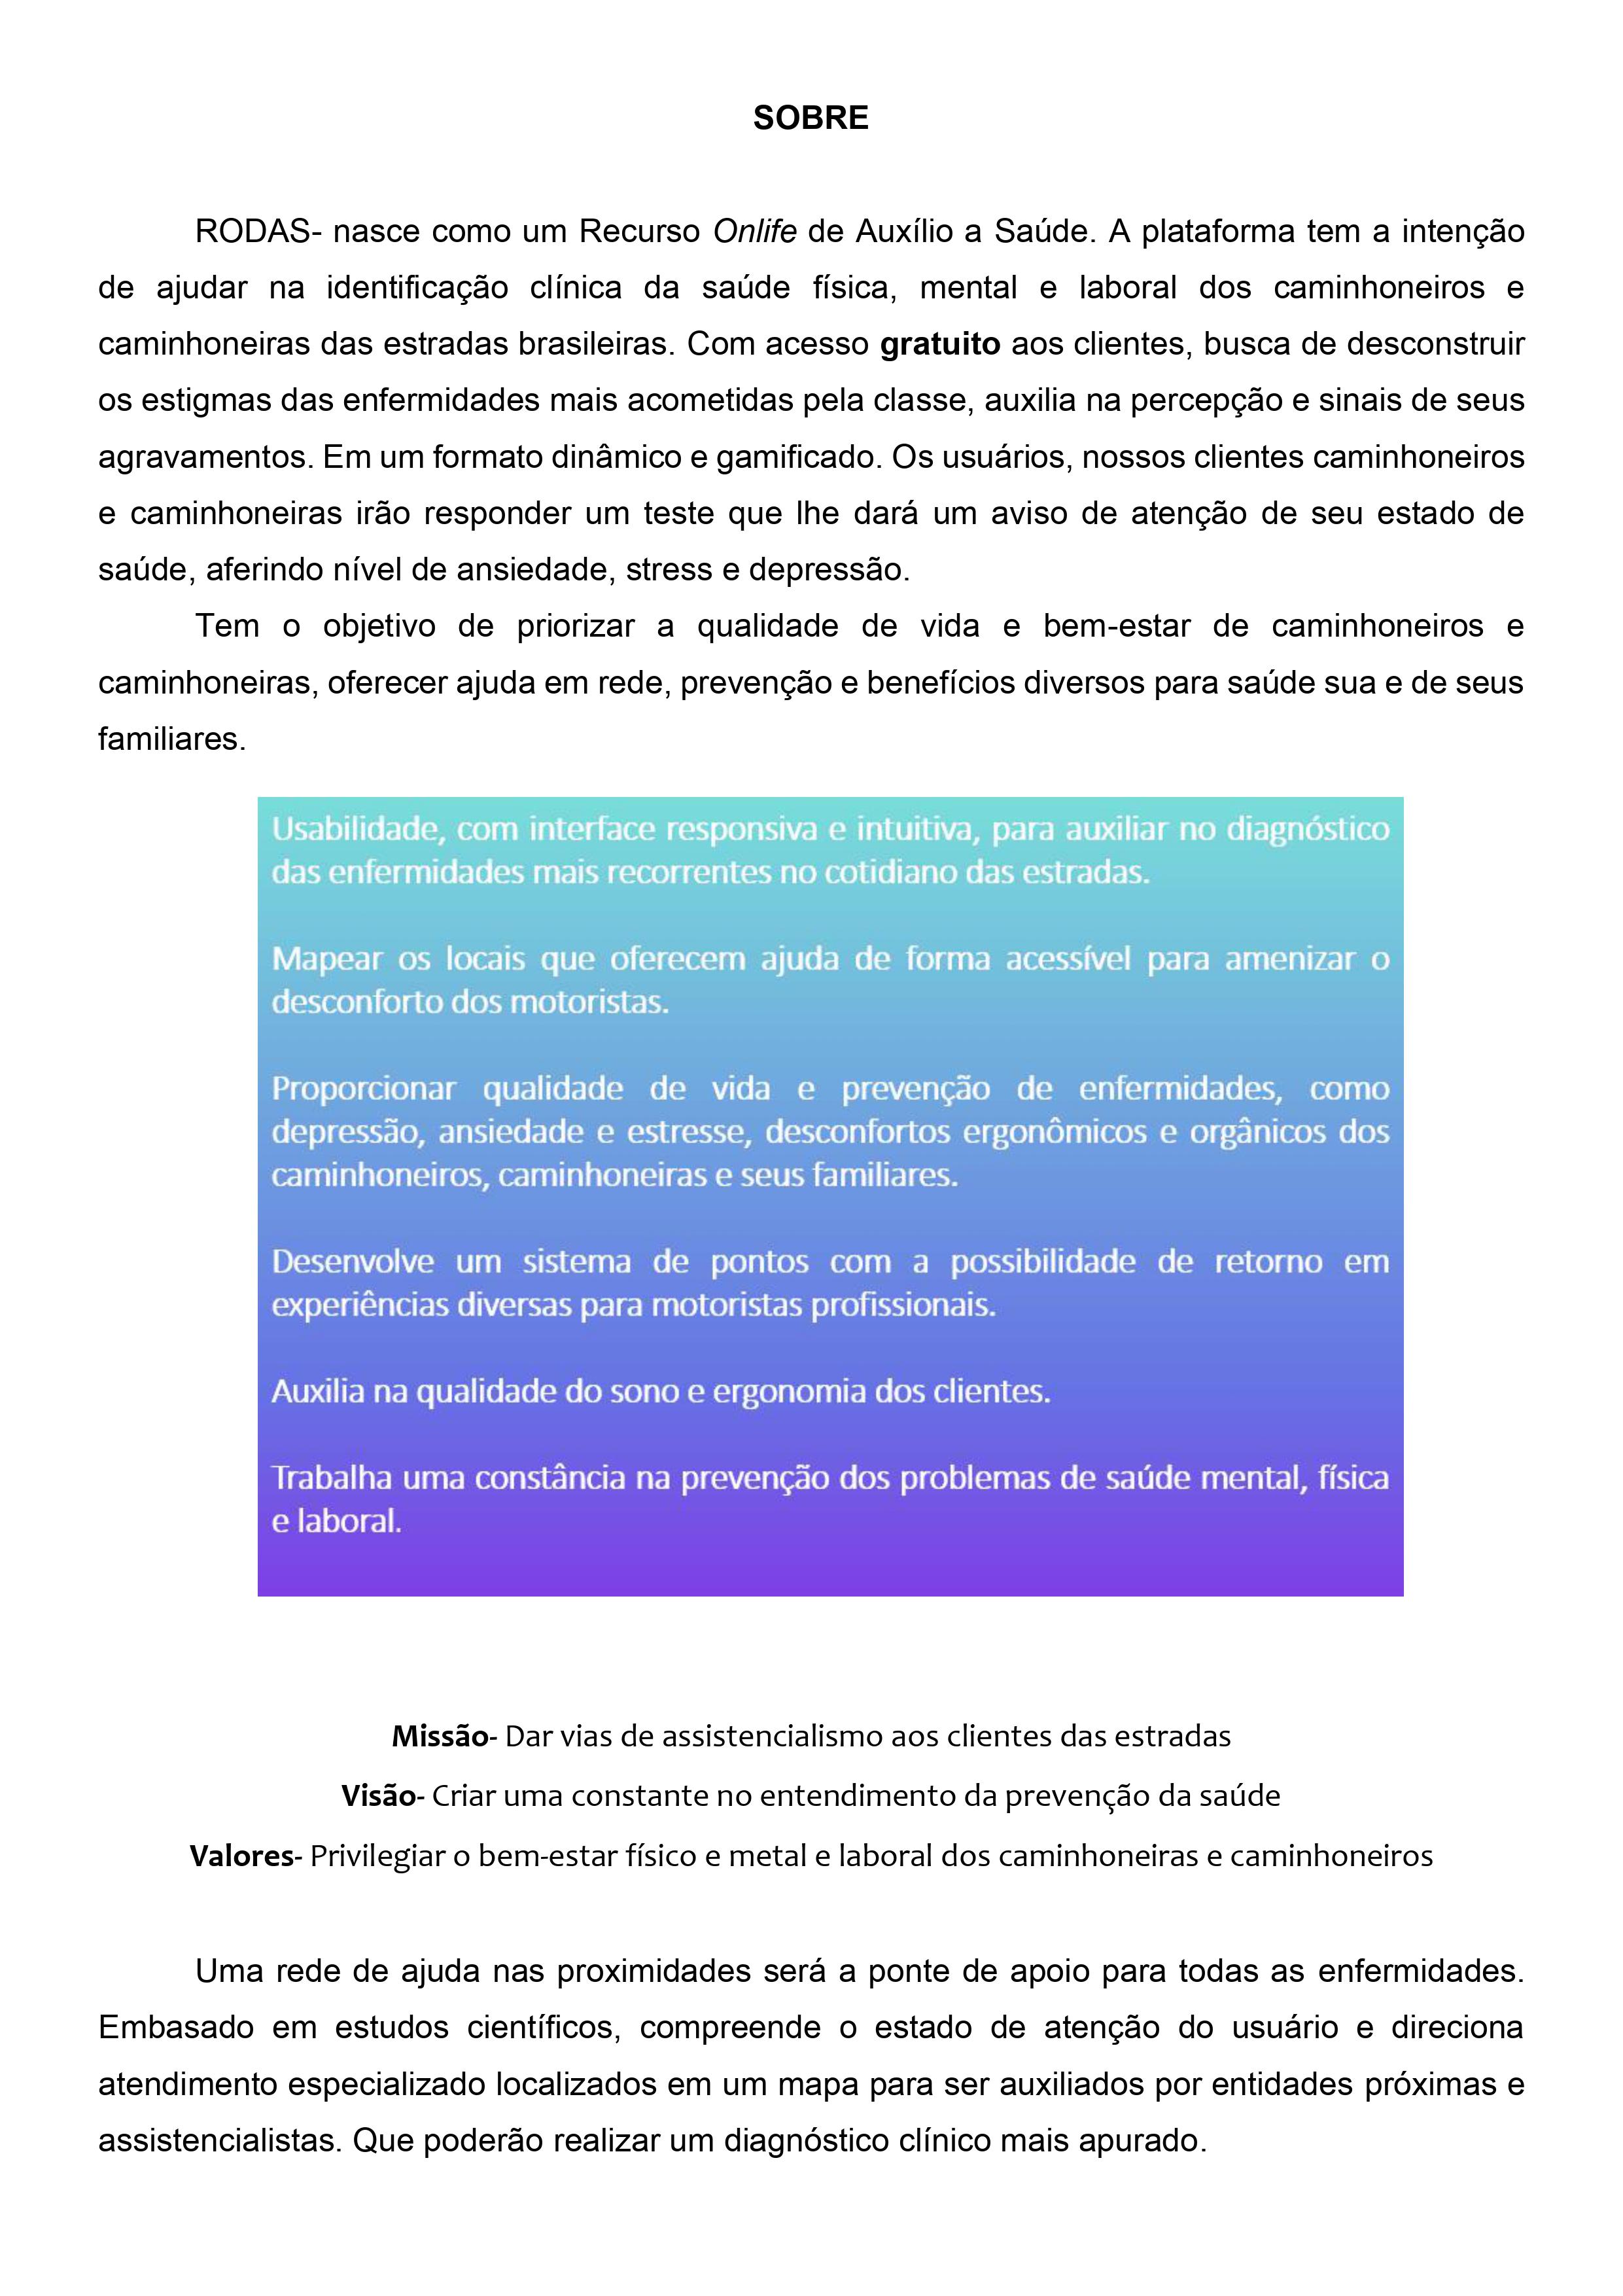 SOBRE
RODAS- nasce como um Recurso Onlife de Auxílio a Saúde. A plataforma tem a intenção
de ajudar na identificação clínica da saúde física, mental e laboral dos caminhoneiros e
caminhoneiras das estradas brasileiras. Com acesso gratuito aos clientes, busca de desconstruir
os estigmas das enfermidades mais acometidas pela classe, auxilia na percepção e sinais de seus
agravamentos. Em um formato dinâmico e gamificado. Os usuários, nossos clientes caminhoneiros
e caminhoneiras irão responder um teste que lhe dará um aviso de atenção de seu estado de
saúde, aferindo nível de ansiedade, stress e depressão.
Tem o objetivo de priorizar a qualidade de vida e bem-estar de caminhoneiros e
caminhoneiras, oferecer ajuda em rede, prevenção e benefícios diversos para saúde sua e de seus
familiares.
Usabilidade, com interface responsiva e intuitiva, para auxiliar no diagnóstico
das enfermidades mais recorrentes no cotidiano das estradas.
Mapear os locais que oferecem ajuda de forma acessível para amenizar o
desconforto dos motoristas.
Proporcionar qualidade de vida e prevenção de enfermidades, como
depressão, ansiedade e estresse, desconfortos ergonômicos e orgânicos dos
caminhoneiros, caminhoneiras e seus familiares.
Desenvolve um sistema de pontos com a possibilidade de retorno em
experiências diversas para motoristas profissionais.
Auxilia na qualidade do sono e ergonomia dos clientes.
Trabalha uma constância na prevenção dos problemas de saúde mental, física
e laboral.
Missão- Dar vias de assistencialismo aos clientes das estradas
Visão- Criar uma constante no entendimento da prevenção da saúde
Valores- Privilegiar o bem-estar físico e metal e laboral dos caminhoneiras e caminhoneiros
Uma rede de ajuda nas proximidades será a ponte de apoio para todas as enfermidades.
Embasado em estudos científicos, compreende o estado de atenção do usuário e direciona
atendimento especializado localizados em um mapa para ser auxiliados por entidades próximas e
assistencialistas. Que poderão realizar um diagnóstico clínico mais apurado.